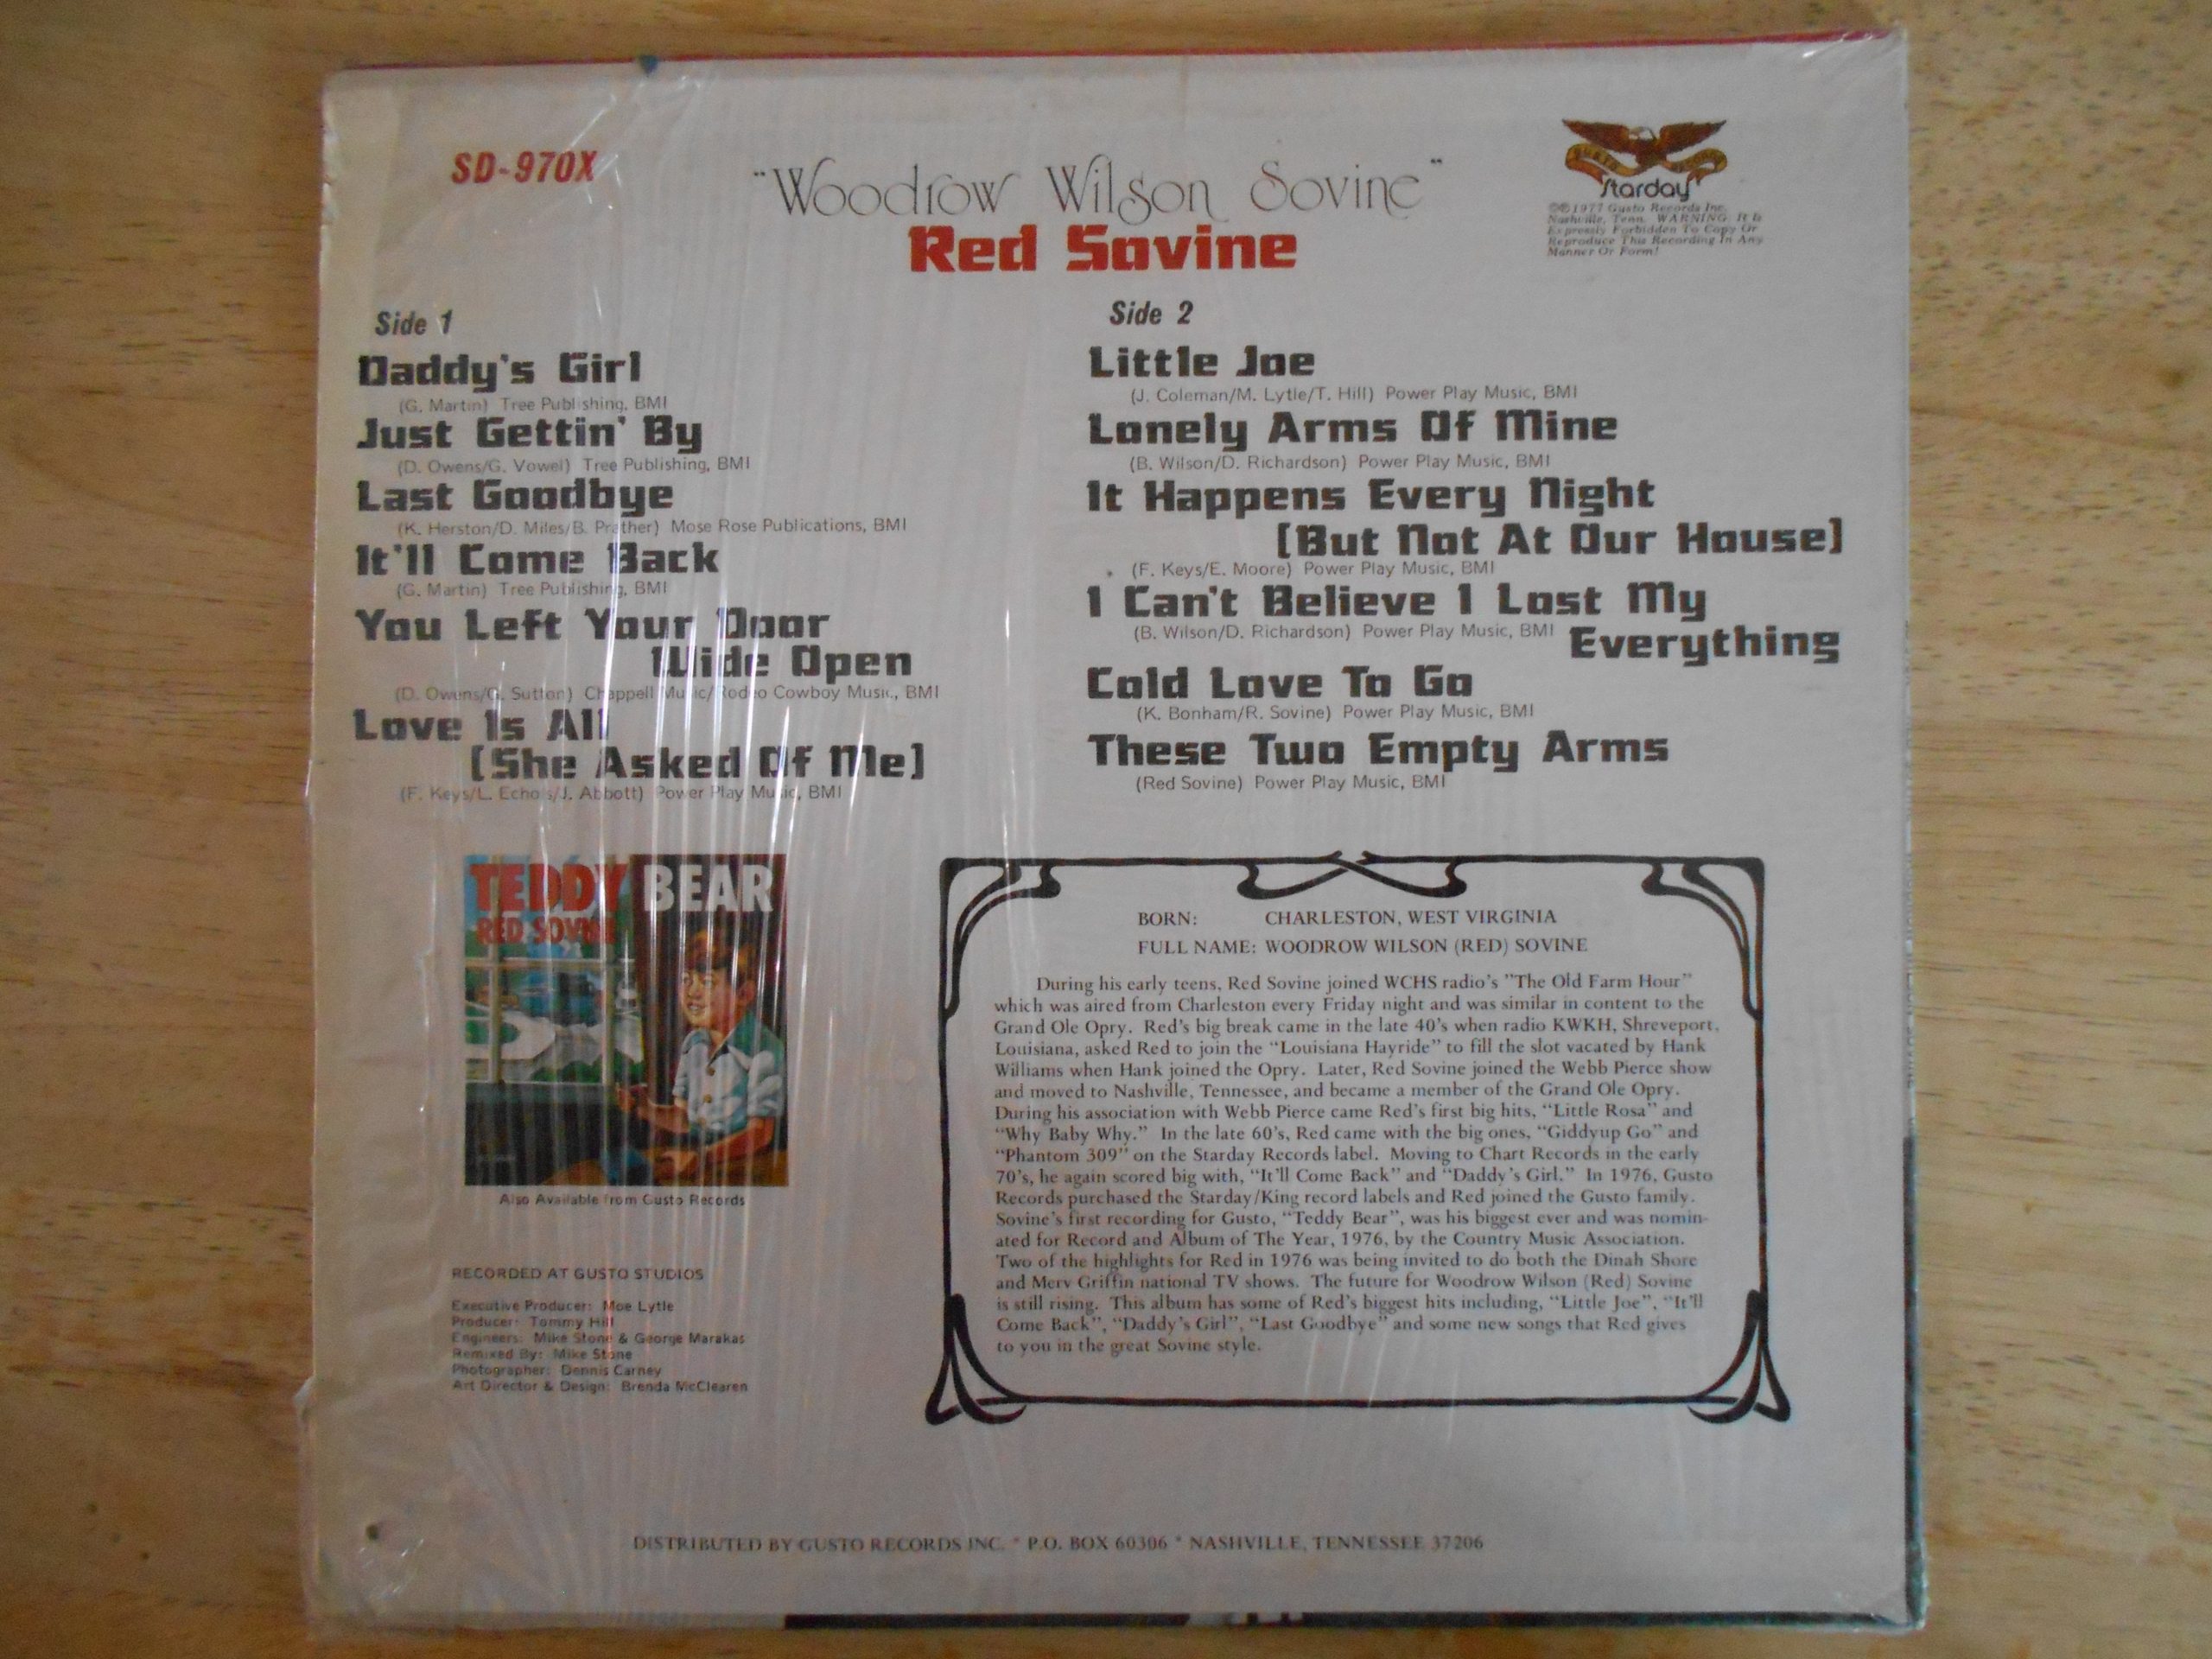 SD-970X
"Woodrow Wilson Sovine"
Red Sovine
Starday
©℗1977 Gusto Records Inc.
Nashville, Tenn. WARNING: It Is
Expressly Forbidden To Copy Or
Reproduce This Recording In Any
Manner Or Form!
Side 1
Daddy's Girl
(G. Martin) Tree Publishing, BMI
Just Gettin' By
(D. Owens/G. Vowel) Tree Publishing, BMI
Last Goodbye
(K. Herston/D. Miles/B. Prather) Mose Rose Publications, BMI
It'll Come Back
(G. Martin) Tree Publishing, BMI
You Left Your Door
Wide Open
(D. Owens/G. Sutton) Chappell Music/Rodeo Cowboy Music, BMI
Love Is All
[She Asked Of Me]
(F. Keys/L. Echols/J. Abbott) Power Play Music, BMI
Side 2
Little Joe
(J. Coleman/M. Lytle/T. Hill) Power Play Music, BMI
Lonely Arms Of Mine
(B. Wilson/D. Richardson) Power Play Music, BMI
It Happens Every Night
[But Not At Our House]
(F. Keys/E. Moore) Power Play Music, BMI
I Can't Believe I Lost My
Everything
(B. Wilson/D. Richardson) Power Play Music, BMI
Cold Love To Go
(K. Bonham/R. Sovine) Power Play Music, BMI
These Two Empty Arms
(Red Sovine) Power Play Music, BMI
TEDDY BEAR
RED SOVINE
Also Available from Gusto Records
RECORDED AT GUSTO STUDIOS
Executive Producer: Moe Lytle
Producer: Tommy Hill
Engineers: Mike Stone & George Marakas
Remixed By: Mike Stone
Photographer: Dennis Carney
Art Director & Design: Brenda McClearen
BORN: CHARLESTON, WEST VIRGINIA
FULL NAME: WOODROW WILSON (RED) SOVINE
During his early teens, Red Sovine joined WCHS radio's "The Old Farm Hour"
which was aired from Charleston every Friday night and was similar in content to the
Grand Ole Opry. Red's big break came in the late 40's when radio KWKH, Shreveport,
Louisiana, asked Red to join the "Louisiana Hayride" to fill the slot vacated by Hank
Williams when Hank joined the Opry. Later, Red Sovine joined the Webb Pierce show
and moved to Nashville, Tennessee, and became a member of the Grand Ole Opry.
During his association with Webb Pierce came Red's first big hits, "Little Rosa" and
"Why Baby Why." In the late 60's, Red came with the big ones, "Giddyup Go" and
"Phantom 309" on the Starday Records label. Moving to Chart Records in the early
70's, he again scored big with, "It'll Come Back" and "Daddy's Girl." In 1976, Gusto
Records purchased the Starday/King record labels and Red joined the Gusto family.
Sovine's first recording for Gusto, "Teddy Bear", was his biggest ever and was nomin-
ated for Record and Album of The Year, 1976, by the Country Music Association.
Two of the highlights for Red in 1976 was being invited to do both the Dinah Shore
and Merv Griffin national TV shows. The future for Woodrow Wilson (Red) Sovine
is still rising. This album has some of Red's biggest hits including, "Little Joe", "It'll
Come Back", "Daddy's Girl", "Last Goodbye" and some new songs that Red gives
to you in the great Sovine style.
DISTRIBUTED BY GUSTO RECORDS INC. * P.O. BOX 60306 * NASHVILLE, TENNESSEE 37206